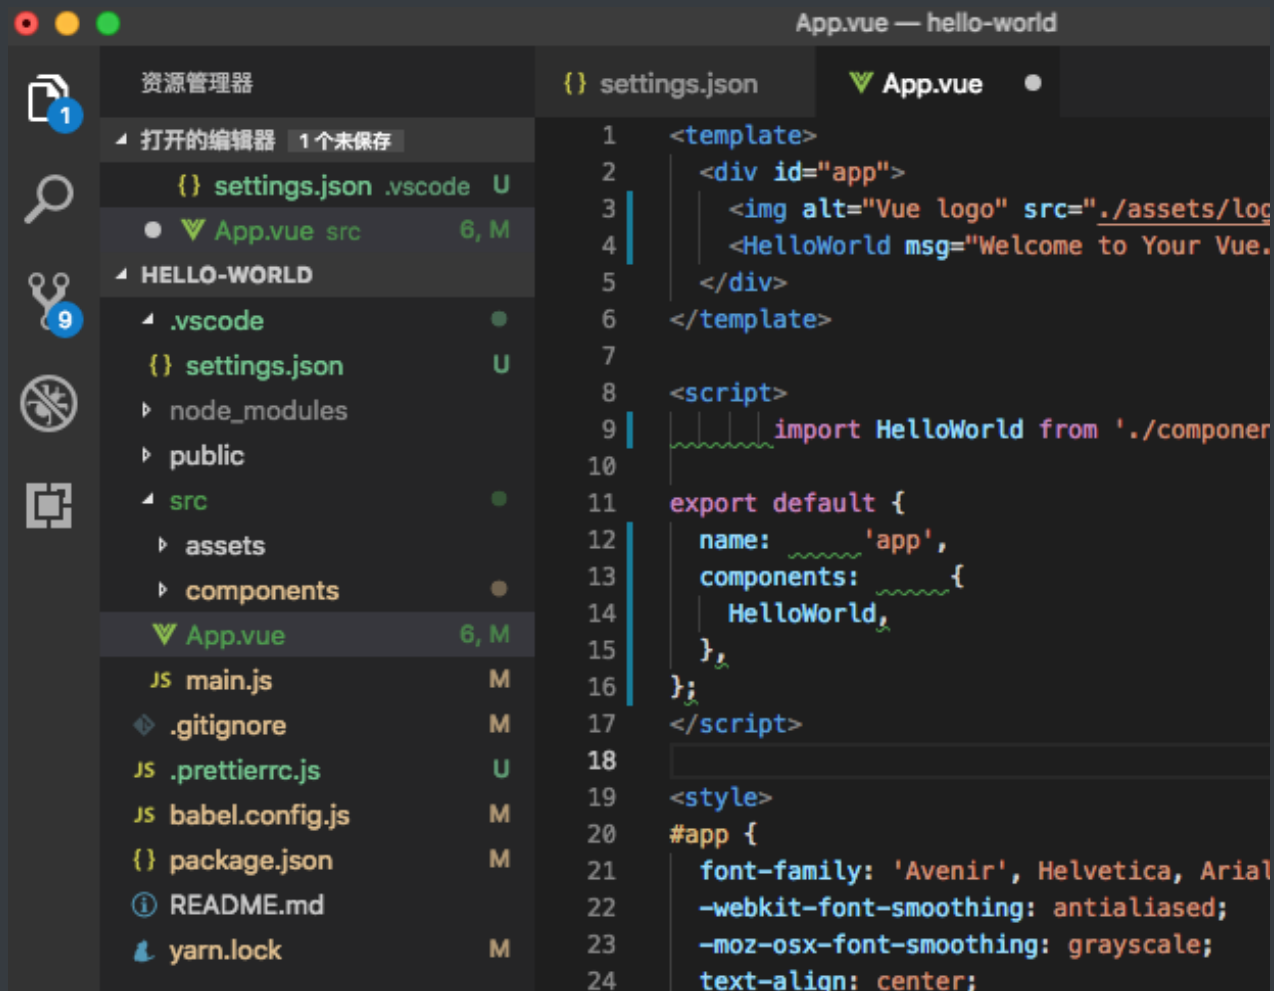 App.vue — hello-world
资源管理器
打开的编辑器 1 个未保存
{} settings.json .vscode U
App.vue src 6, M
HELLO-WORLD
.vscode
{} settings.json U
node_modules
public
src
assets
components
App.vue 6, M
JS main.js M
.gitignore M
JS .prettierrc.js U
JS babel.config.js M
{} package.json M
README.md
yarn.lock M
1
9
{} settings.json
App.vue
1 <template>
2 <div id="app">
3 <img alt="Vue logo" src="./assets/log
4 <HelloWorld msg="Welcome to Your Vue.
5 </div>
6 </template>
7
8 <script>
9 import HelloWorld from './componen
10
11 export default {
12 name: 'app',
13 components: {
14 HelloWorld,
15 },
16 };
17 </script>
18
19 <style>
20 #app {
21 font-family: 'Avenir', Helvetica, Arial
22 -webkit-font-smoothing: antialiased;
23 -moz-osx-font-smoothing: grayscale;
24 text-align: center;